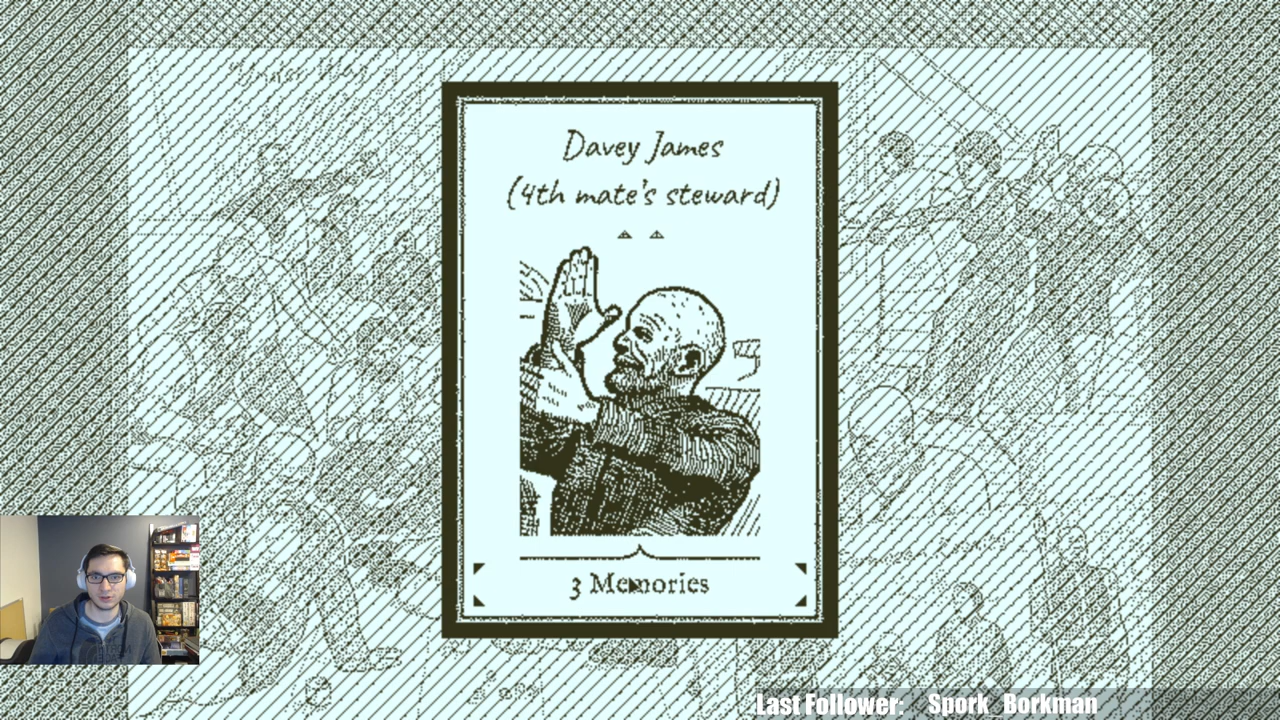 Davey James
(4th mate's steward)
3 Memories
Last Follower: Spork_Borkman